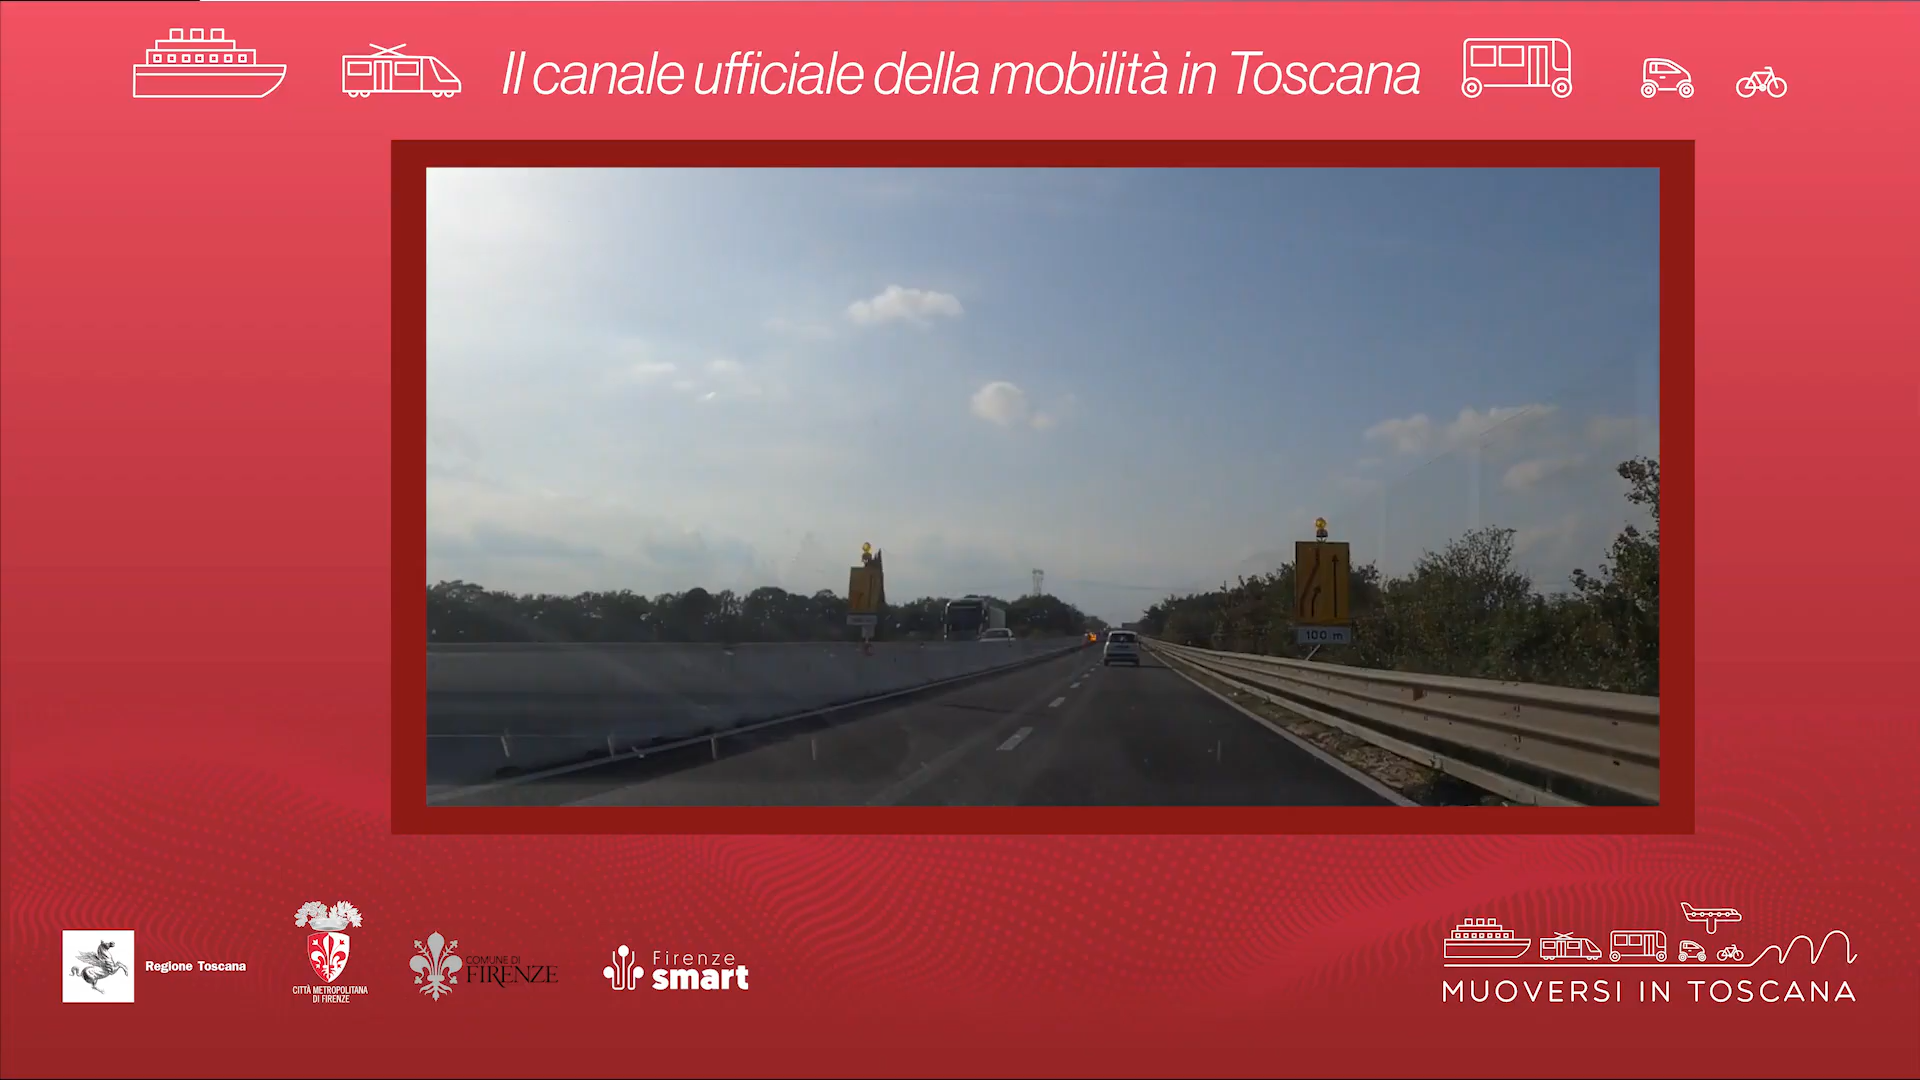 Il canale ufficiale della mobilità in Toscana
100 m
Regione Toscana
CITTÀ METROPOLITANA
DI FIRENZE
COMUNE DI
FIRENZE
Firenze
smart
MUOVERSI IN TOSCANA